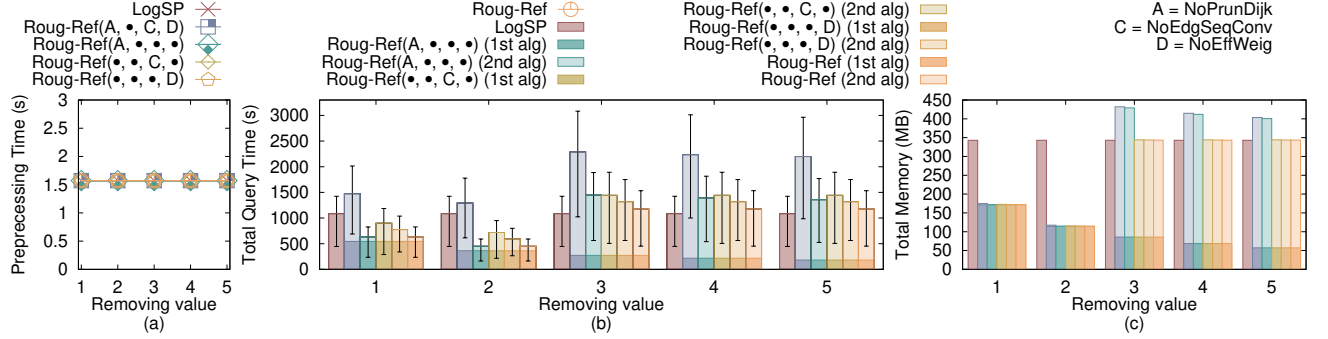 LogSP
Roug-Ref(A, •, C, D)
Roug-Ref(A, •, •, •)
Roug-Ref(•, •, C, •)
Roug-Ref(•, •, •, D)
Roug-Ref
LogSP
Roug-Ref(A, •, •, •) (1st alg)
Roug-Ref(A, •, •, •) (2nd alg)
Roug-Ref(•, •, C, •) (1st alg)
Roug-Ref(•, •, C, •) (2nd alg)
Roug-Ref(•, •, •, D) (1st alg)
Roug-Ref(•, •, •, D) (2nd alg)
Roug-Ref (1st alg)
Roug-Ref (2nd alg)
A = NoPrunDijk
C = NoEdgSeqConv
D = NoEffWeig
Preprecessing Time (s)
3
2.5
2
1.5
1
0.5
0
1 2 3 4 5
Removing value
(a)
Total Query Time (s)
3000
2500
2000
1500
1000
500
0
1 2 3 4 5
Removing value
(b)
Total Memory (MB)
450
400
350
300
250
200
150
100
50
0
1 2 3 4 5
Removing value
(c)